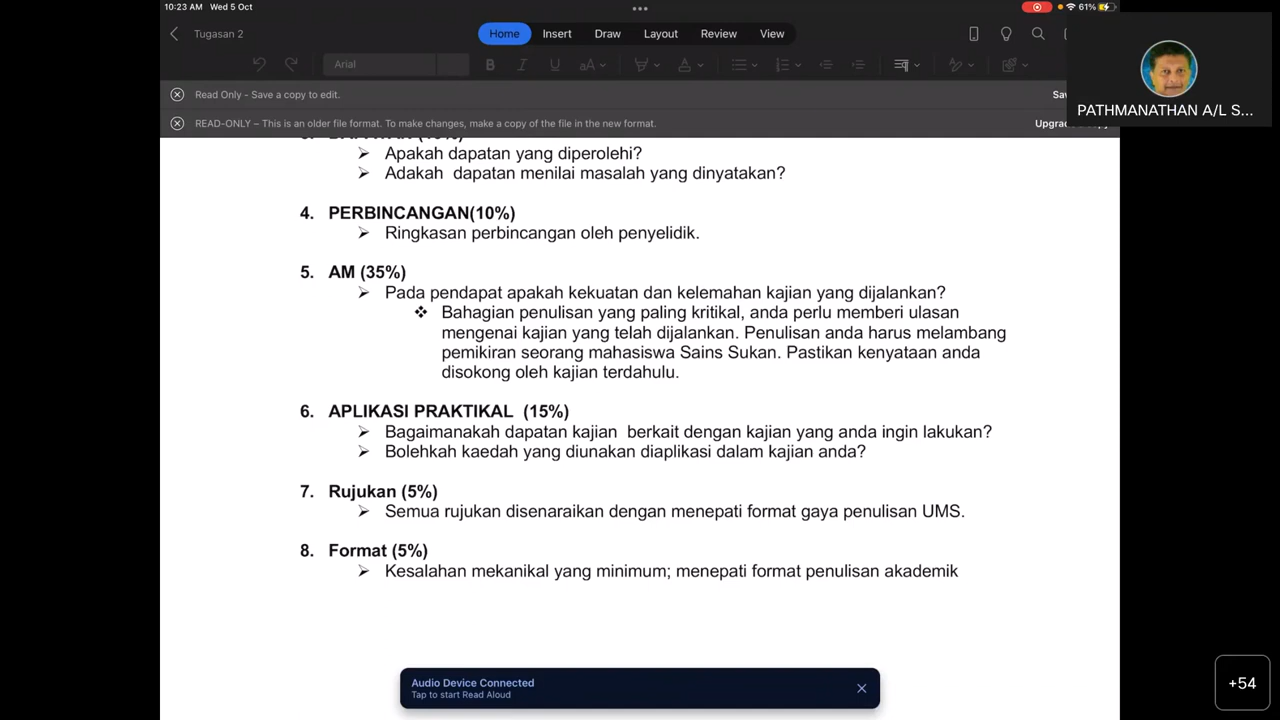 10:23 AM Wed 5 Oct
61%
Tugasan 2
Home Insert Draw Layout Review View
Arial
Read Only - Save a copy to edit.
READ-ONLY – This is an older file format. To make changes, make a copy of the file in the new format.
PATHMANATHAN A/L S...
Apakah dapatan yang diperolehi?
Adakah dapatan menilai masalah yang dinyatakan?
4. PERBINCANGAN(10%)
Ringkasan perbincangan oleh penyelidik.
5. AM (35%)
Pada pendapat apakah kekuatan dan kelemahan kajian yang dijalankan?
Bahagian penulisan yang paling kritikal, anda perlu memberi ulasan
mengenai kajian yang telah dijalankan. Penulisan anda harus melambang
pemikiran seorang mahasiswa Sains Sukan. Pastikan kenyataan anda
disokong oleh kajian terdahulu.
6. APLIKASI PRAKTIKAL (15%)
Bagaimanakah dapatan kajian berkait dengan kajian yang anda ingin lakukan?
Bolehkah kaedah yang diunakan diaplikasi dalam kajian anda?
7. Rujukan (5%)
Semua rujukan disenaraikan dengan menepati format gaya penulisan UMS.
8. Format (5%)
Kesalahan mekanikal yang minimum; menepati format penulisan akademik
Audio Device Connected
Tap to start Read Aloud
+54